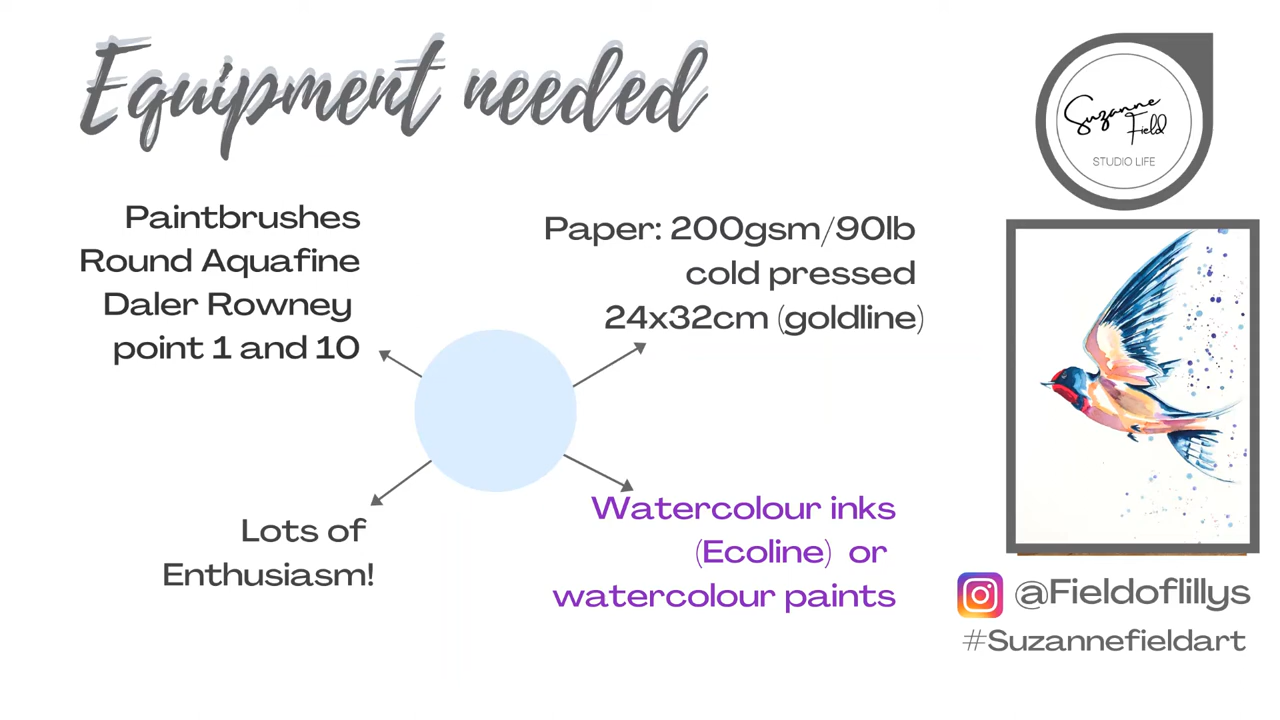 Equipment needed
Suzanne
Field
STUDIO LIFE
Paintbrushes
Round Aquafine
Daler Rowney
point 1 and 10
Paper: 200gsm/90lb
cold pressed
24x32cm (goldline)
Lots of
Enthusiasm!
Watercolour inks
(Ecoline) or
watercolour paints
@Fieldoflillys
#Suzannefieldart